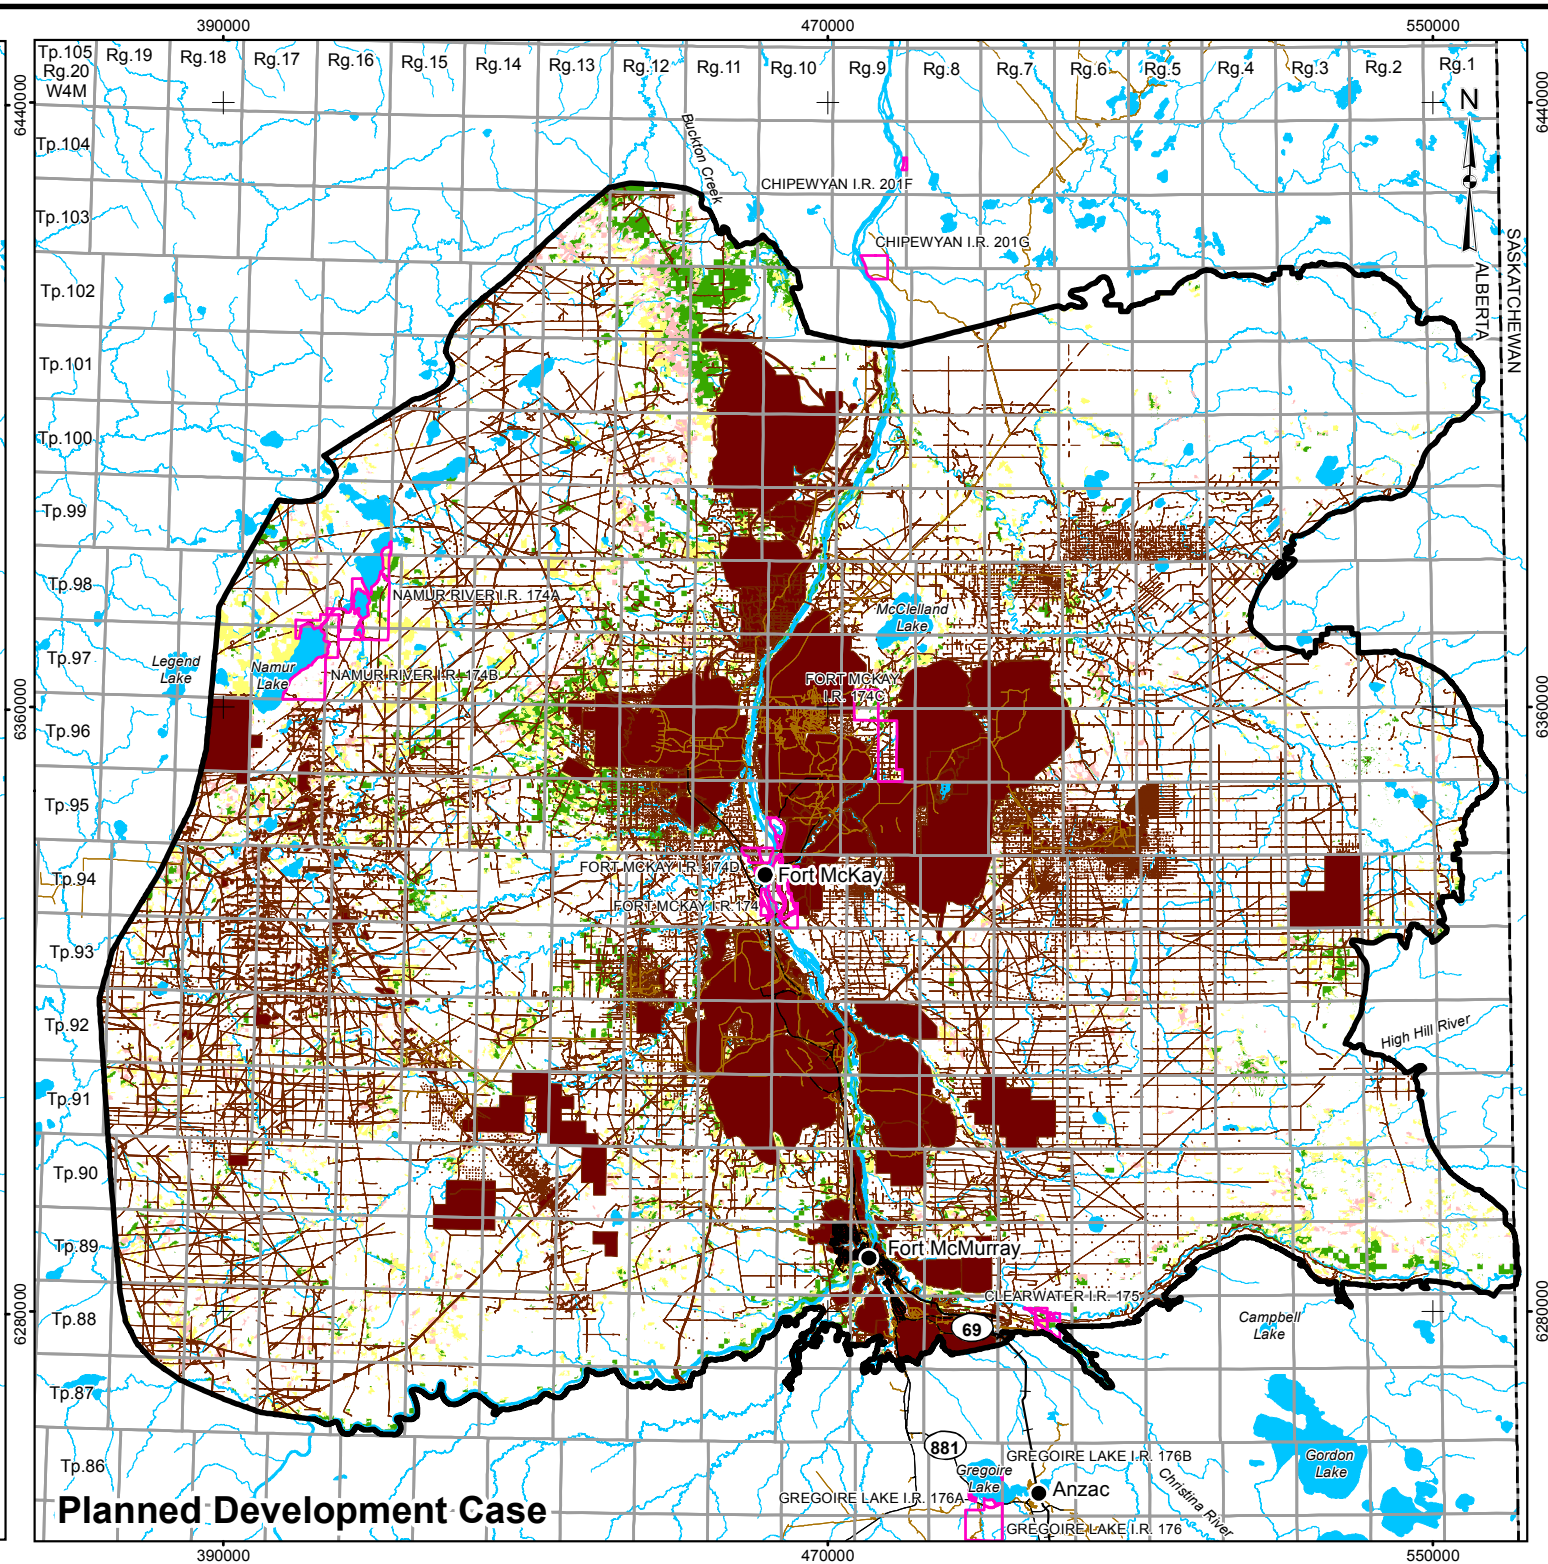 390000
470000
550000
Tp.105
Rg.20
W4M
Rg.19
Rg.18
Rg.17
Rg.16
Rg.15
Rg.14
Rg.13
Rg.12
Rg.11
Rg.10
Rg.9
Rg.8
Rg.7
Rg.6
Rg.5
Rg.4
Rg.3
Rg.2
Rg.1
6440000
6440000
N
Tp.104
Buckton Creek
CHIPEWYAN I.R. 201F
Tp.103
CHIPEWYAN I.R. 201G
SASKATCHEWAN
ALBERTA
Tp.102
Tp.101
Tp.100
Tp.99
Tp.98
NAMUR RIVER I.R. 174A
McClelland
Lake
Tp.97
Legend
Lake
Namur
Lake
NAMUR RIVER I.R. 174B
FORT MCKAY
I.R. 174C
6360000
6360000
Tp.96
Tp.95
Tp.94
FORT MCKAY I.R. 174D
Fort McKay
FORT MCKAY I.R. 174
Tp.93
Tp.92
High Hill River
Tp.91
Tp.90
Tp.89
Fort McMurray
CLEARWATER I.R. 175
6280000
6280000
Tp.88
69
Campbell
Lake
Tp.87
881
GREGOIRE LAKE I.R. 176B
Tp.86
Gregoire
Lake
Gordon
Lake
Christina River
Anzac
GREGOIRE LAKE I.R. 176A
GREGOIRE LAKE I.R. 176
Planned Development Case
390000
470000
550000